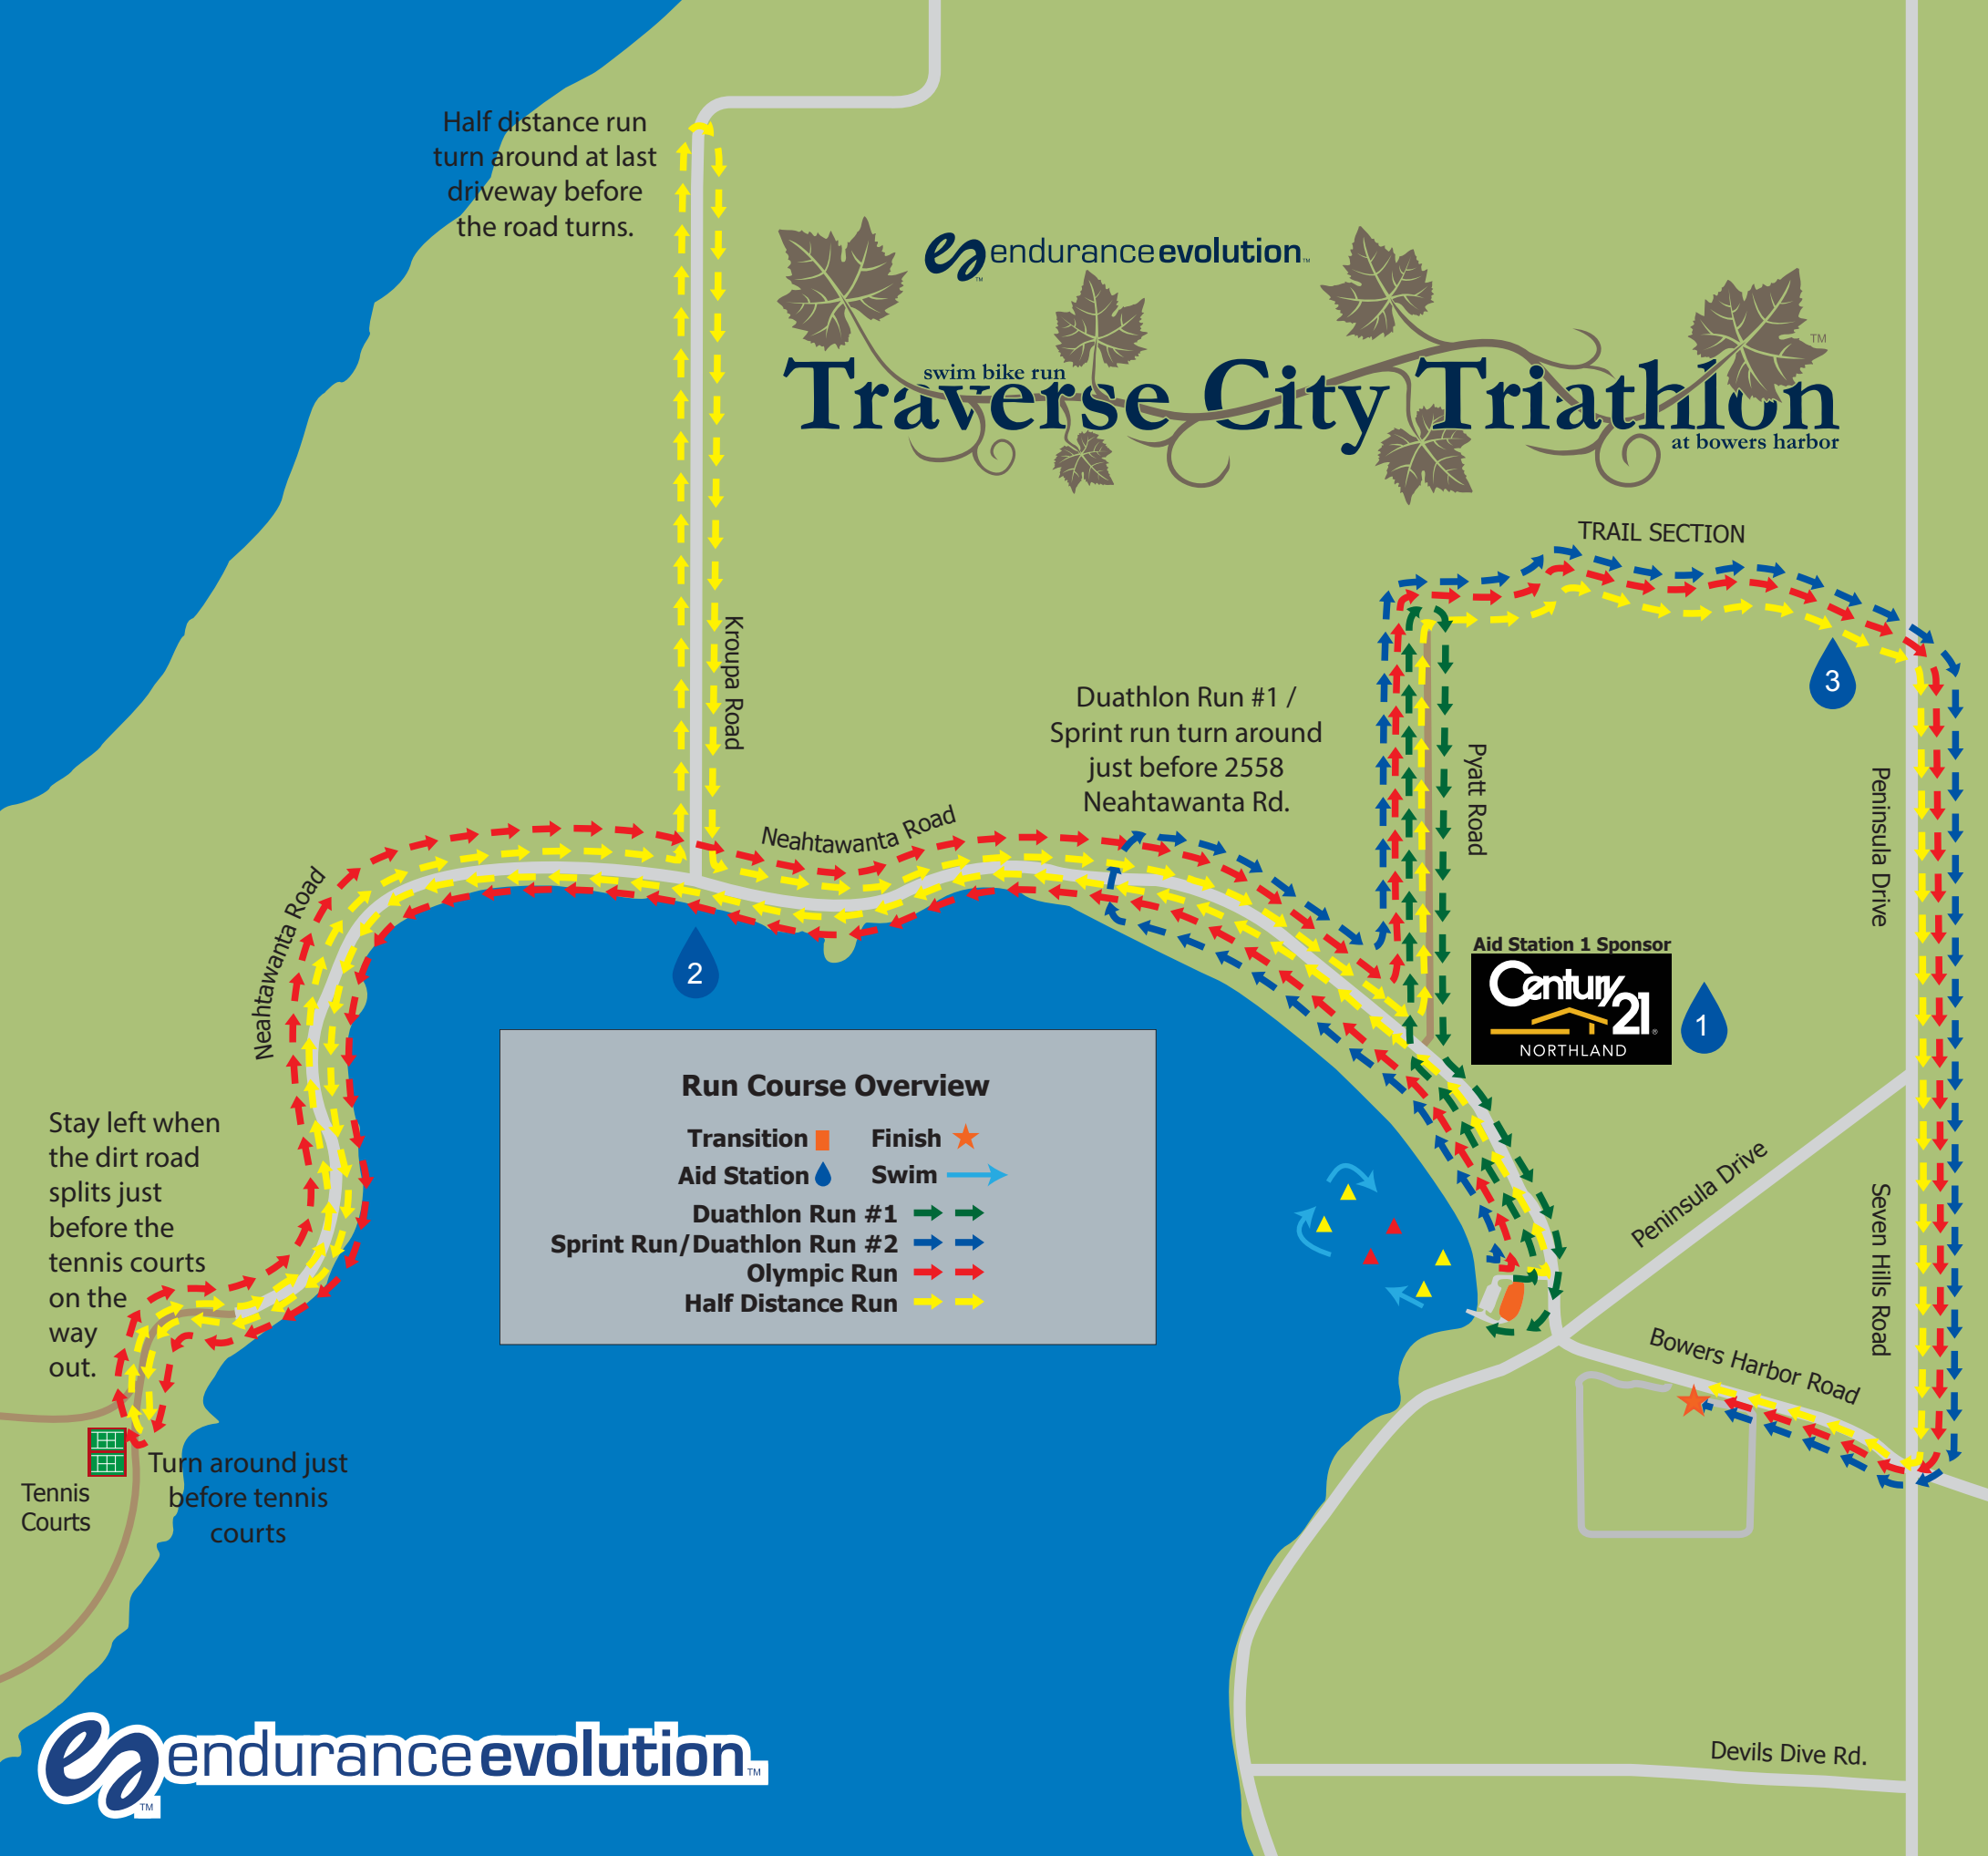 Half distance run
turn around at last
driveway before
the road turns.
endurance evolution™
swim bike run
Traverse City Triathlon™
at bowers harbor
TRAIL SECTION
Kroupa Road
Duathlon Run #1 /
Sprint run turn around
just before 2558
Neahtawanta Rd.
3
Pyatt Road
Peninsula Drive
Neahtawanta Road
Neahtawanta Road
2
Aid Station 1 Sponsor
Century 21®
NORTHLAND
1
Run Course Overview
Transition
Finish
Aid Station
Swim
Duathlon Run #1
Sprint Run/Duathlon Run #2
Olympic Run
Half Distance Run
Stay left when
the dirt road
splits just
before the
tennis courts
on the
way
out.
Peninsula Drive
Seven Hills Road
Bowers Harbor Road
Tennis
Courts
Turn around just
before tennis
courts
endurance evolution™
Devils Dive Rd.